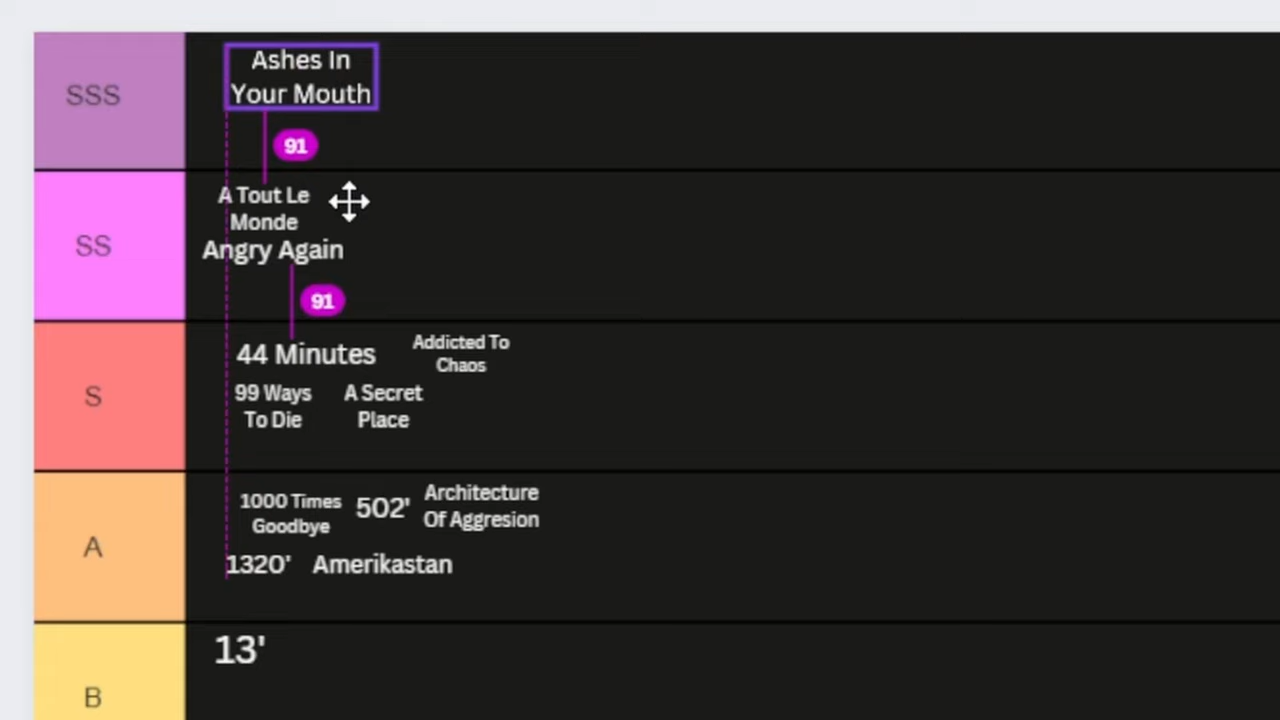 SSS
Ashes In
Your Mouth
91
SS
A Tout Le
Monde
Angry Again
91
S
44 Minutes
Addicted To
Chaos
99 Ways
To Die
A Secret
Place
A
1000 Times
Goodbye
502'
Architecture
Of Aggresion
1320'
Amerikastan
B
13'